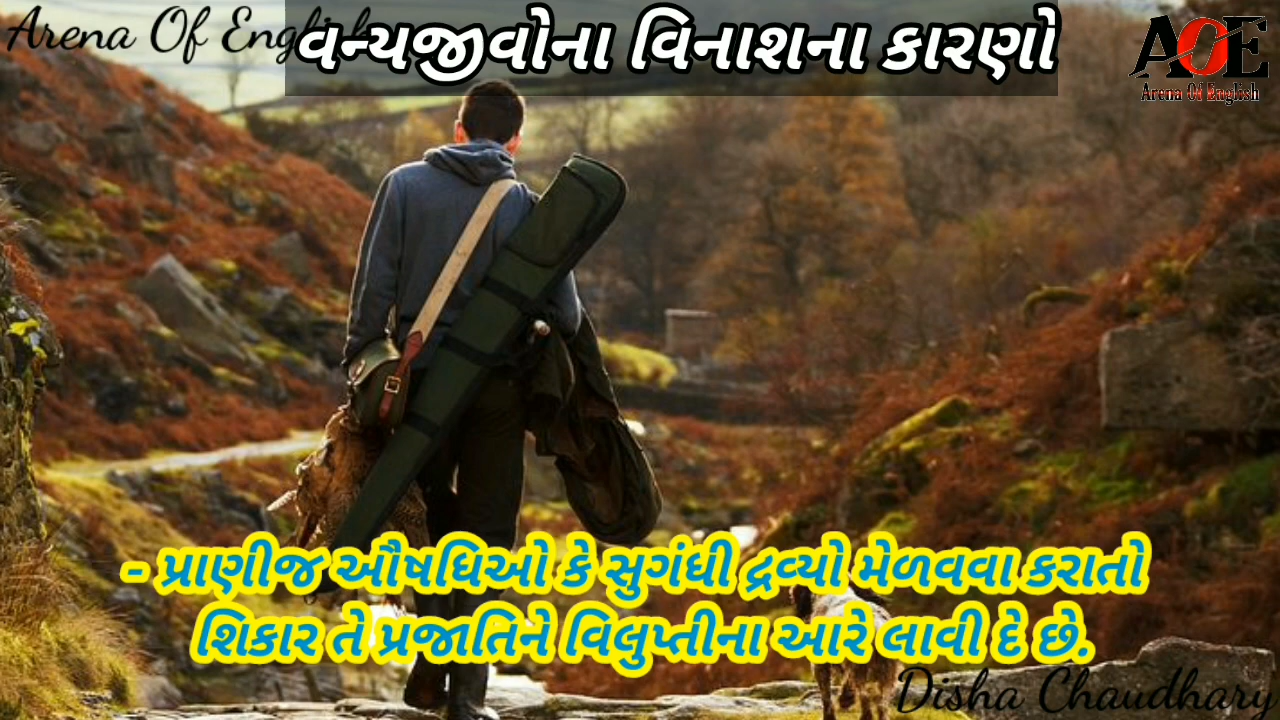 Arena Of English
વન્યજીવોના વિનાશના કારણો
AOE
Arena Of English
- પ્રાણીજ ઔષધિઓ કે સુગંધી દ્રવ્યો મેળવવા કરાતો
શિકાર તે પ્રજાતિને વિલુપ્તીના આરે લાવી દે છે.
Disha Chaudhary